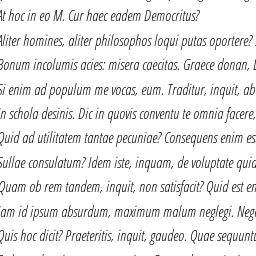 At hoc in eo M. Cur haec eadem Democritus?
Aliter homines, aliter philosophos loqui putas oportere?
Bonum incolumis acies: misera caecitas. Graece donan,
Si enim ad populum me vocas, eum. Traditur, inquit, ab
In schola desinis. Dic in quovis conventu te omnia facere,
Quid ad utilitatem tantae pecuniae? Consequens enim es
Sullae consulatum? Idem iste, inquam, de voluptate quid
Quam ob rem tandem, inquit, non satisfacit? Quid est en
Iam id ipsum absurdum, maximum malum neglegi. Neg
Quis hoc dicit? Praeteritis, inquit, gaudeo. Quae sequunt